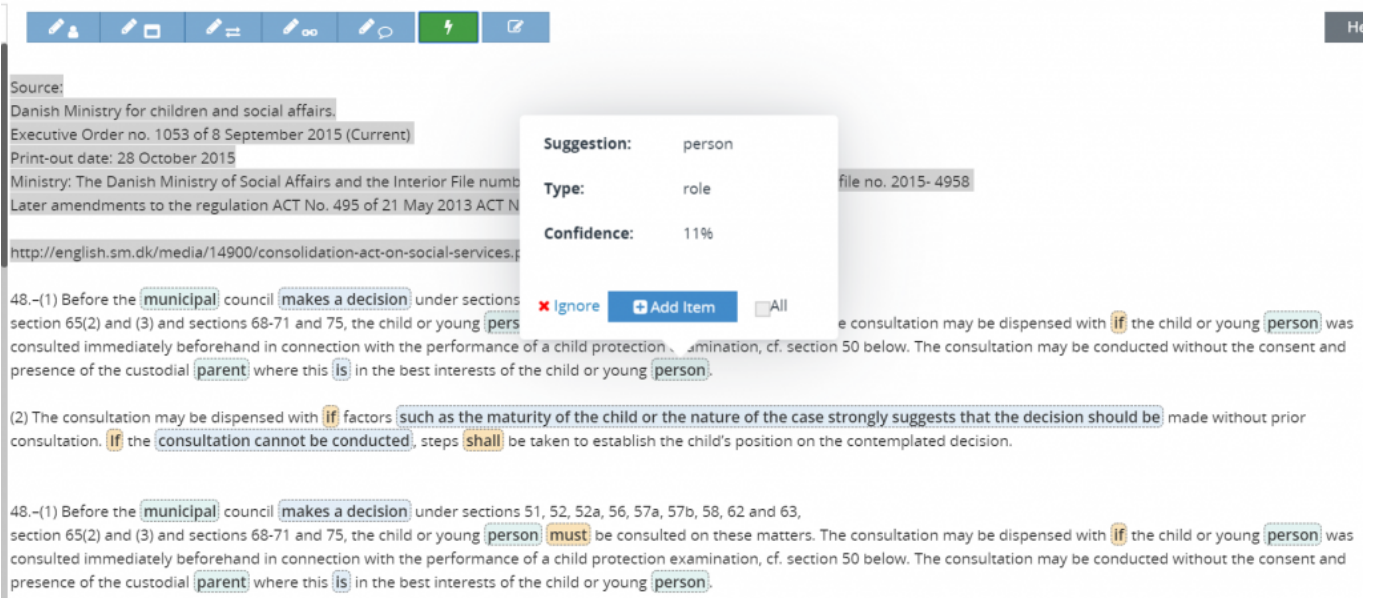 He
Source:
Danish Ministry for children and social affairs.
Executive Order no. 1053 of 8 September 2015 (Current)
Print-out date: 28 October 2015
Ministry: The Danish Ministry of Social Affairs and the Interior File numb file no. 2015- 4958
Later amendments to the regulation ACT No. 495 of 21 May 2013 ACT N
http://english.sm.dk/media/14900/consolidation-act-on-social-services.p
Suggestion: person
Type: role
Confidence: 11%
Ignore Add Item All
48.–(1) Before the municipal council makes a decision under sections
section 65(2) and (3) and sections 68-71 and 75, the child or young pers e consultation may be dispensed with if the child or young person was
consulted immediately beforehand in connection with the performance of a child protection examination, cf. section 50 below. The consultation may be conducted without the consent and
presence of the custodial parent where this is in the best interests of the child or young person.
(2) The consultation may be dispensed with if factors such as the maturity of the child or the nature of the case strongly suggests that the decision should be made without prior
consultation. If the consultation cannot be conducted, steps shall be taken to establish the child's position on the contemplated decision.
48.–(1) Before the municipal council makes a decision under sections 51, 52, 52a, 56, 57a, 57b, 58, 62 and 63,
section 65(2) and (3) and sections 68-71 and 75, the child or young person must be consulted on these matters. The consultation may be dispensed with if the child or young person was
consulted immediately beforehand in connection with the performance of a child protection examination, cf. section 50 below. The consultation may be conducted without the consent and
presence of the custodial parent where this is in the best interests of the child or young person.